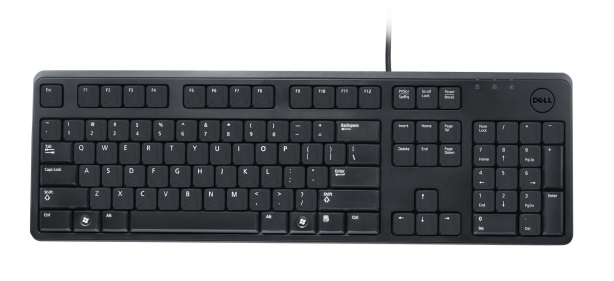 Esc F1 F2 F3 F4 F5 F6 F7 F8 F9 F10 F11 F12 PrtScn SysRq Scroll Lock Pause Break DELL
~ ` ! 1 @ 2 # 3 $ 4 % 5 ^ 6 & 7 * 8 ( 9 ) 0 _ - + = Backspace Insert Home Page Up Num Lock / * -
Tab Q W E R T Y U I O P { [ } ] | \ Delete End Page Down 7 Home 8 ↑ 9 PgUp +
Caps Lock A S D F G H J K L : ; " ' Enter 4 ← 5 6 →
Shift Z X C V B N M < , > . ? / Shift ↑ 1 End 2 ↓ 3 PgDn Enter
Ctrl Alt Alt Ctrl ← ↓ → 0 Ins . Del